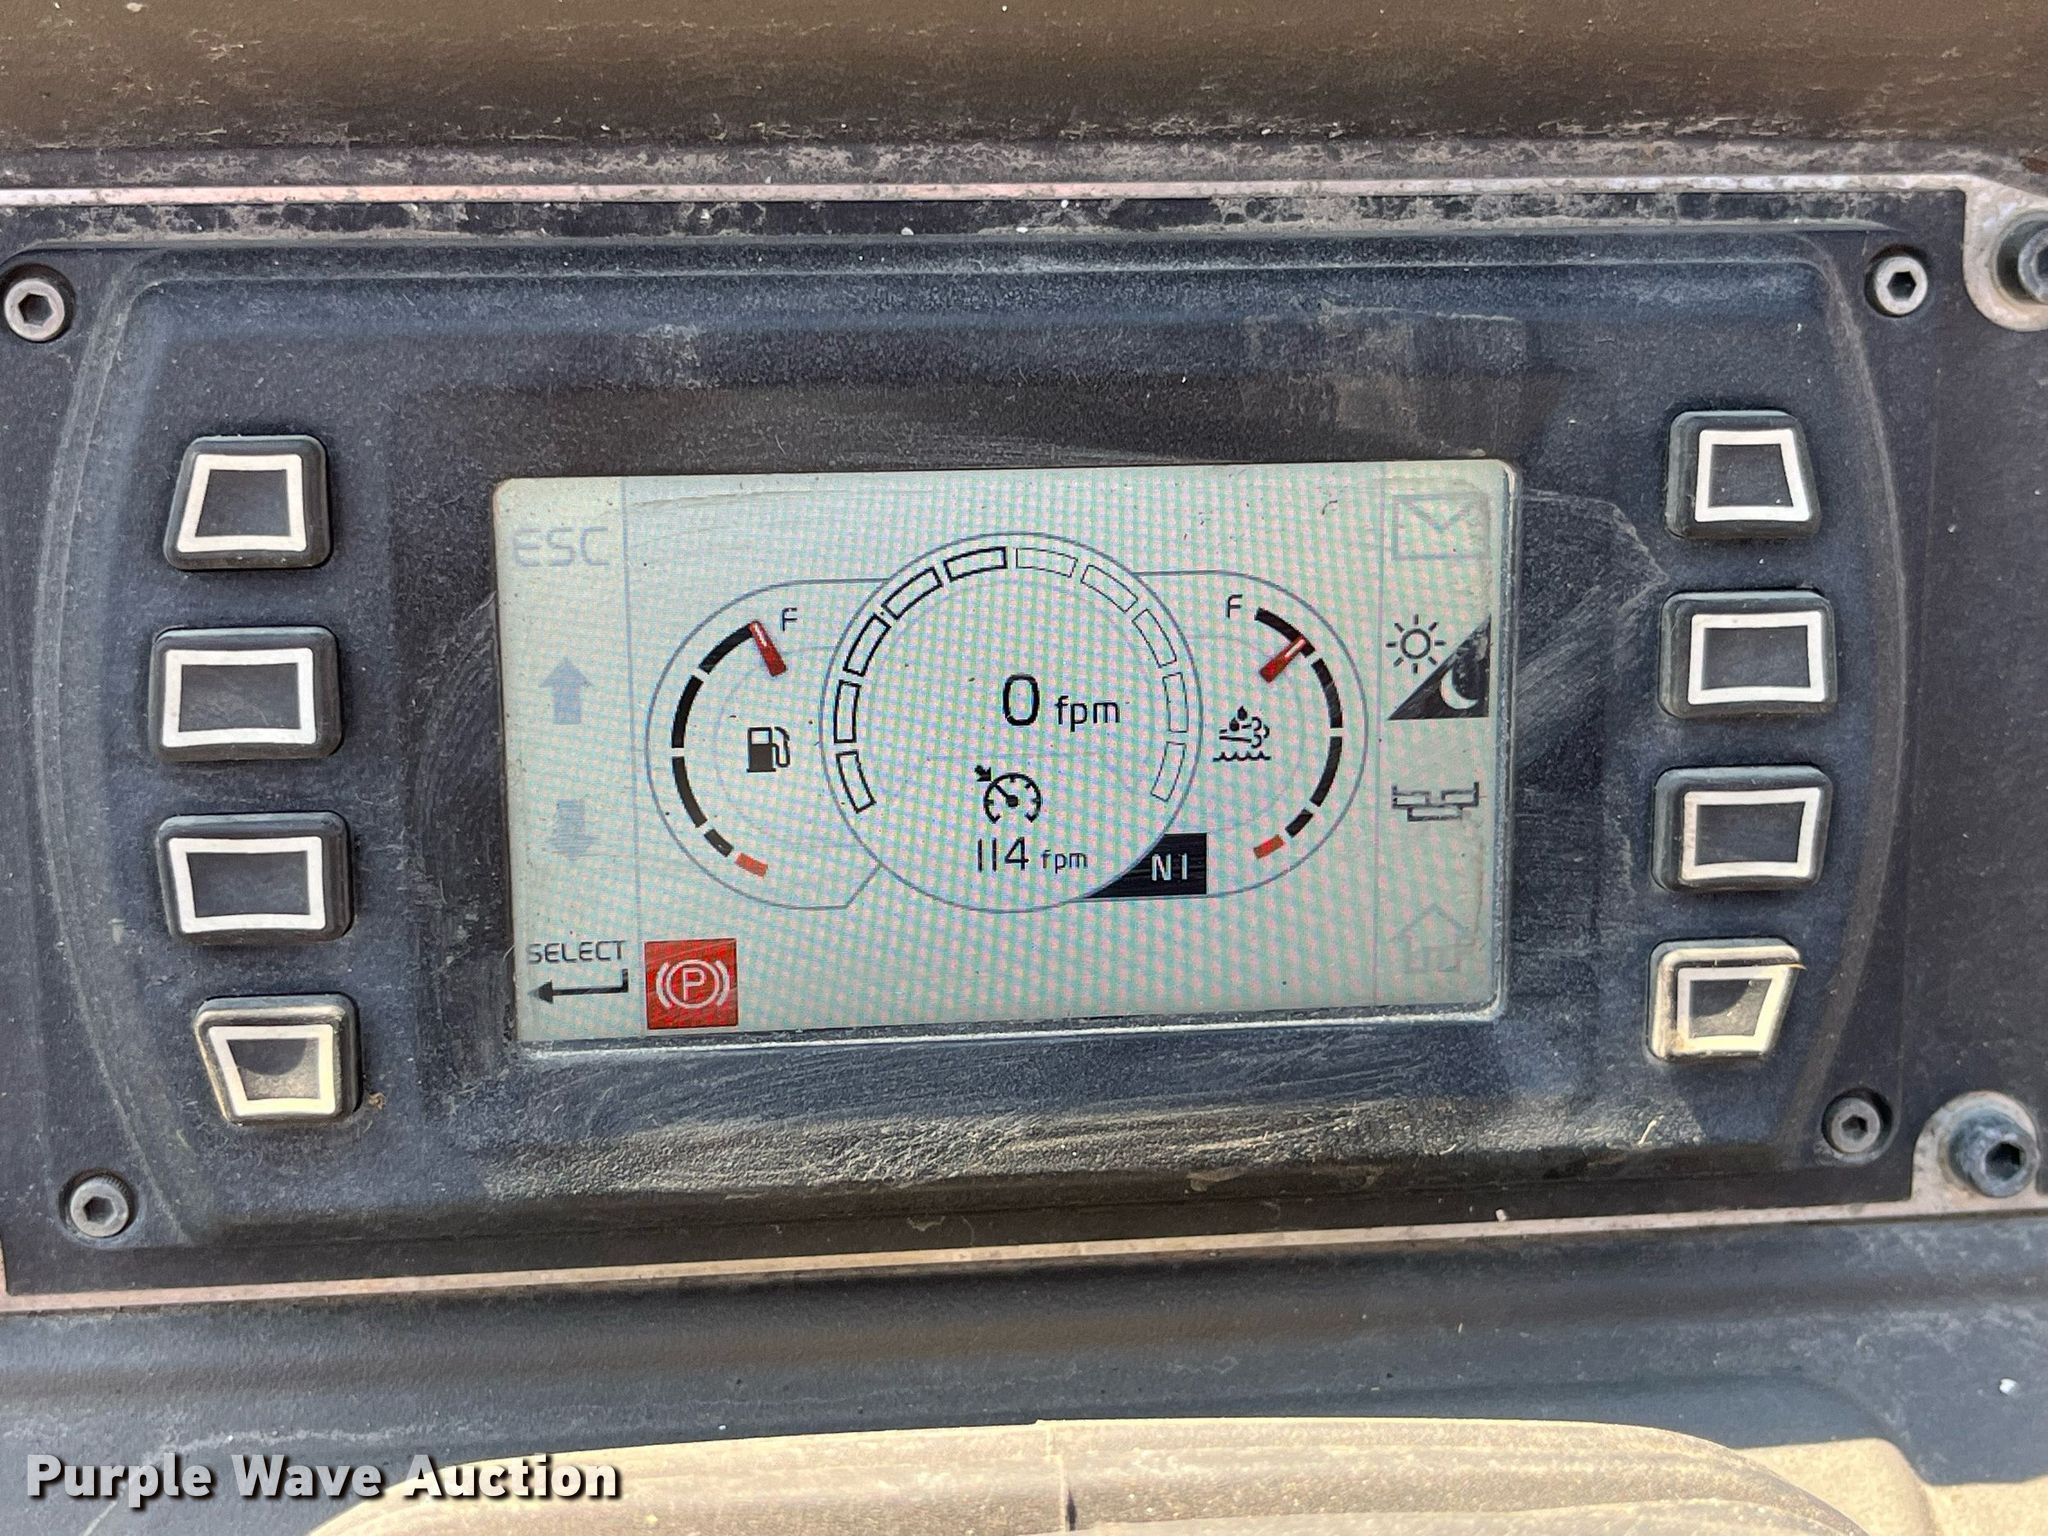 ESC
F
F
0 fpm
114 fpm
N1
SELECT
P
Purple Wave Auction